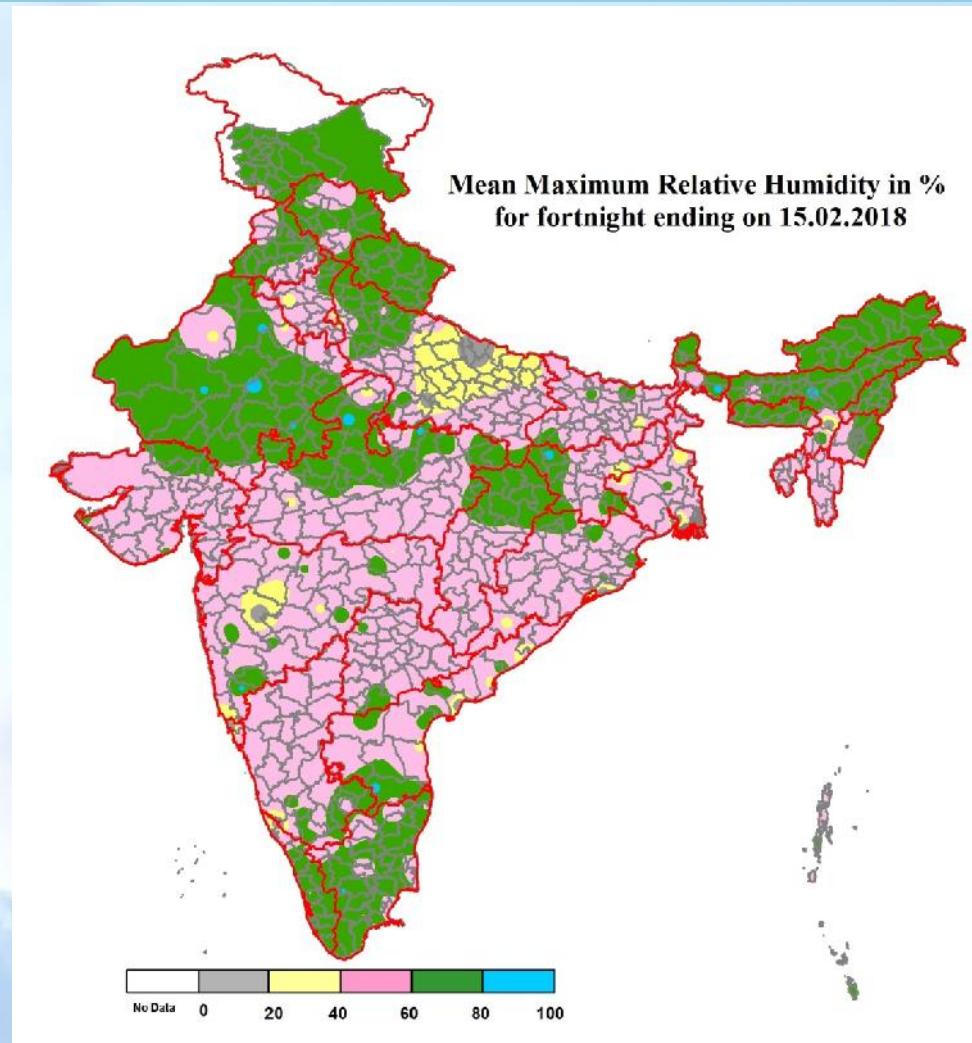 Mean Maximum Relative Humidity in %
for fortnight ending on 15.02.2018
No Data 0 20 40 60 80 100